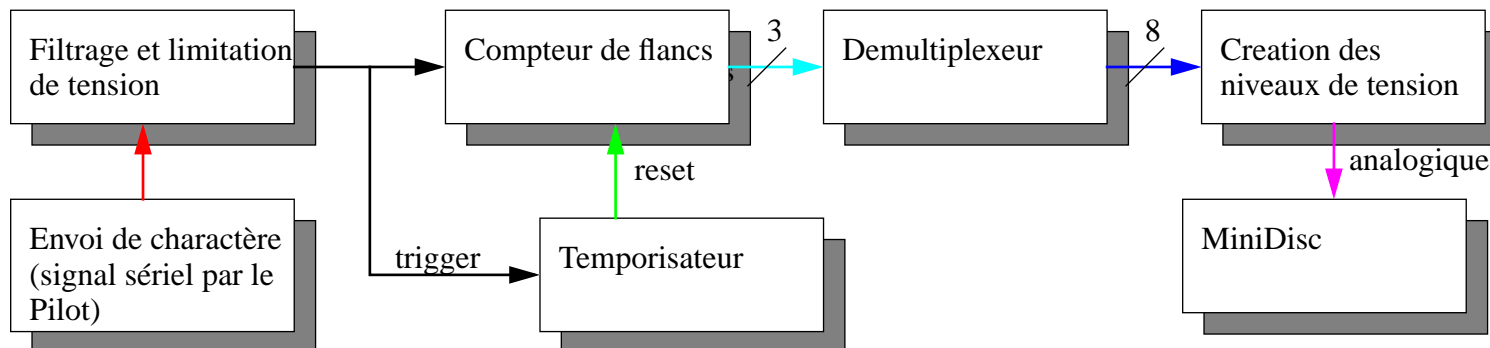 Filtrage et limitation
de tension
Compteur de flancs
3
Demultiplexeur
8
Creation des
niveaux de tension
reset
analogique
Envoi de charactère
(signal sériel par le
Pilot)
trigger
Temporisateur
MiniDisc